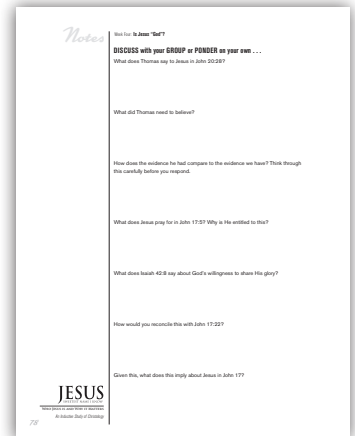 Notes
Week Four: Is Jesus "God"?
DISCUSS with your GROUP or PONDER on your own . . .
What does Thomas say to Jesus in John 20:28?
What did Thomas need to believe?
How does the evidence he had compare to the evidence we have? Think through
this carefully before you respond.
What does Jesus pray for in John 17:5? Why is He entitled to this?
What does Isaiah 42:8 say about God's willingness to share His glory?
How would you reconcile this with John 17:22?
Given this, what does this imply about Jesus in John 17?
JESUS
An Inductive Study of Christology
78